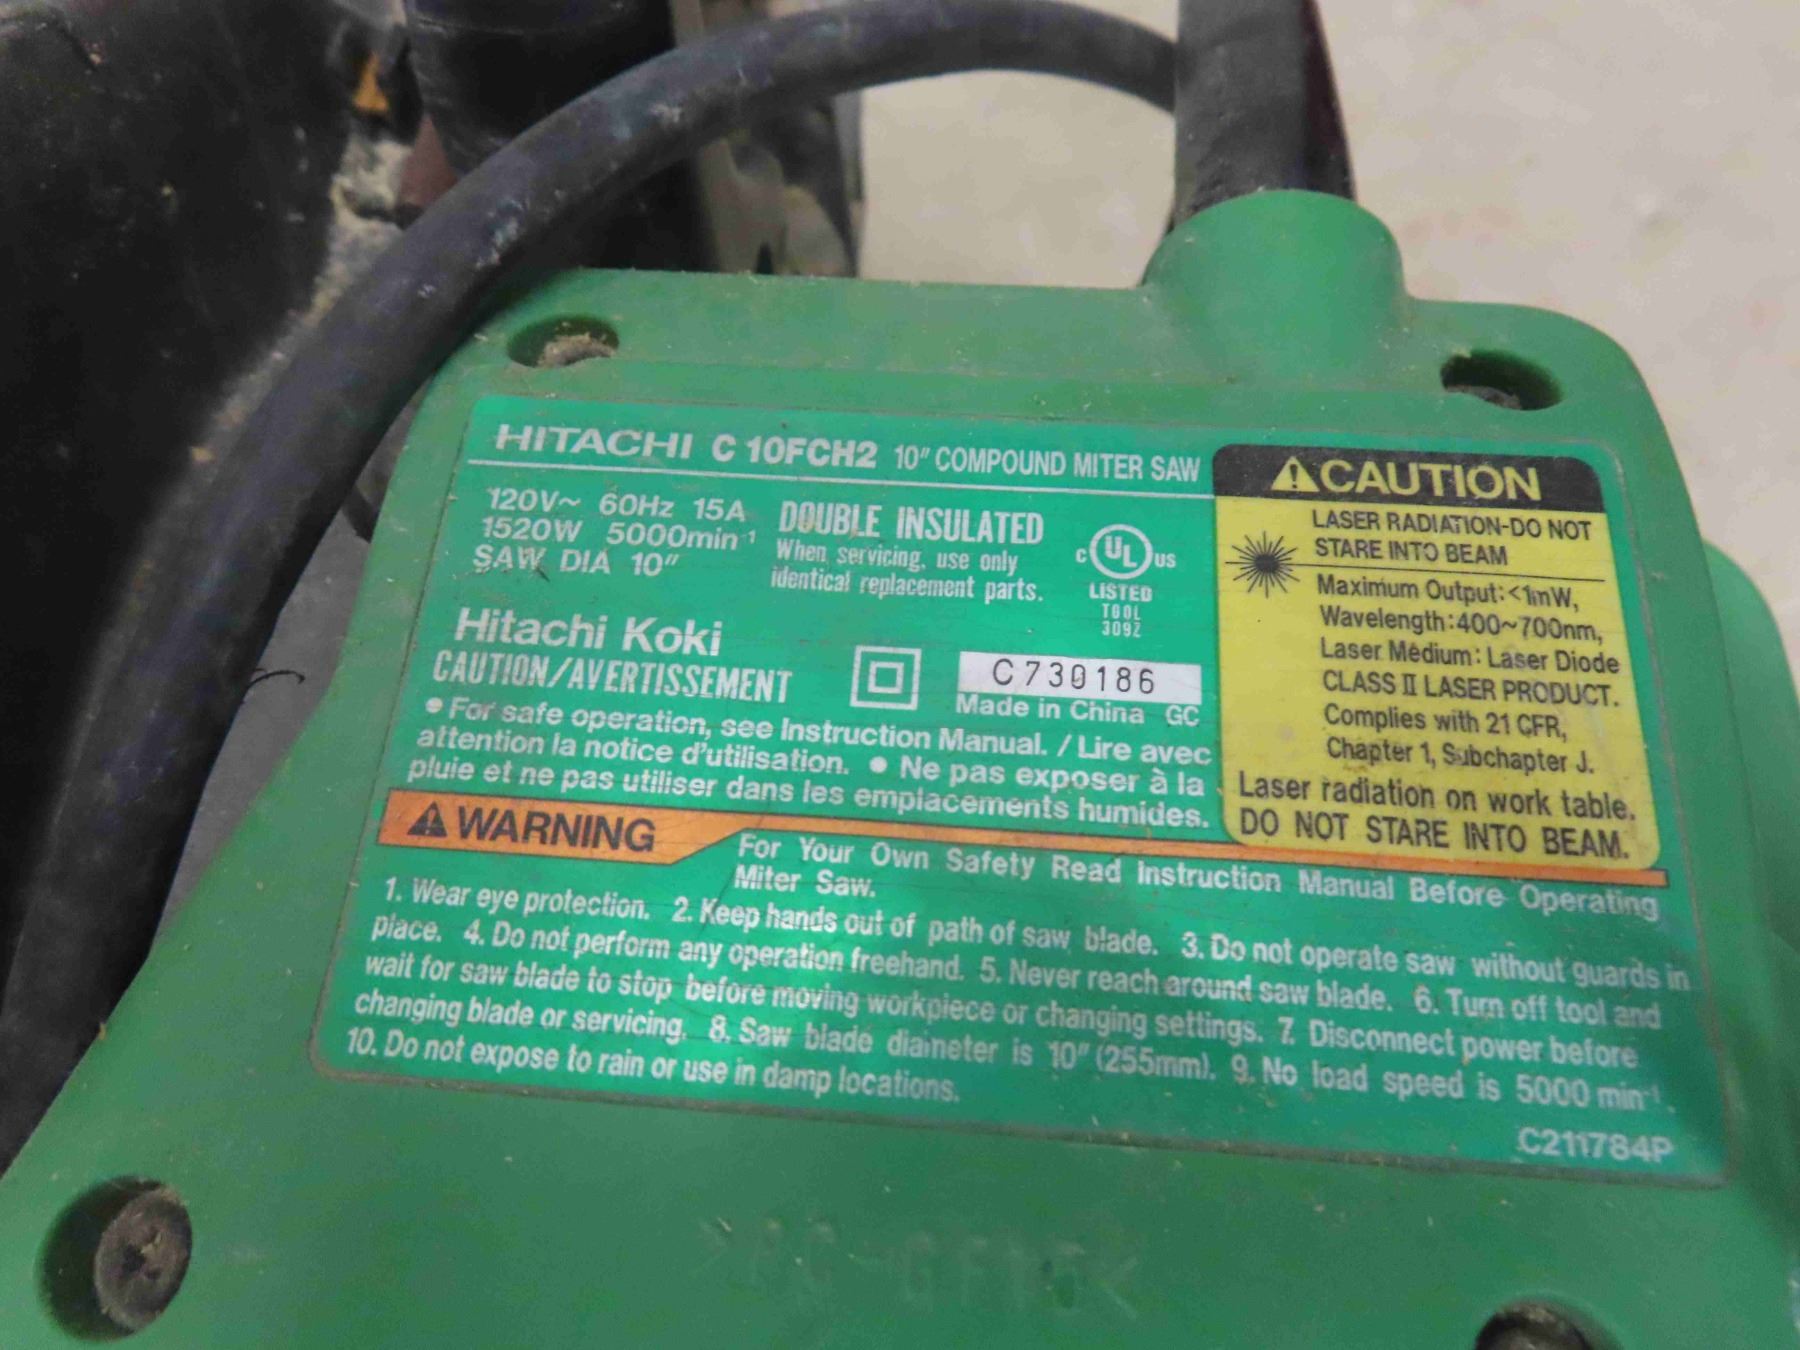 HITACHI C 10FCH2 10" COMPOUND MITER SAW
120V~ 60Hz 15A
1520W 5000min-1
SAW DIA 10"
DOUBLE INSULATED
When servicing, use only
identical replacement parts.
C UL US
LISTED
TOOL
309Z
Hitachi Koki
CAUTION/AVERTISSEMENT
C730186
Made in China GC
• For safe operation, see Instruction Manual. / Lire avec
attention la notice d'utilisation. • Ne pas exposer à la
pluie et ne pas utiliser dans les emplacements humides.
CAUTION
LASER RADIATION-DO NOT
STARE INTO BEAM
Maximum Output:<1mW,
Wavelength:400~700nm,
Laser Medium: Laser Diode
CLASS II LASER PRODUCT.
Complies with 21 CFR,
Chapter 1, Subchapter J.
Laser radiation on work table.
DO NOT STARE INTO BEAM.
WARNING
For Your Own Safety Read Instruction Manual Before Operating
Miter Saw.
1. Wear eye protection. 2. Keep hands out of path of saw blade. 3. Do not operate saw without guards in
place. 4. Do not perform any operation freehand. 5. Never reach around saw blade. 6. Turn off tool and
wait for saw blade to stop before moving workpiece or changing settings. 7. Disconnect power before
changing blade or servicing. 8. Saw blade diameter is 10" (255mm). 9. No load speed is 5000 min-1.
10. Do not expose to rain or use in damp locations.
C211784P